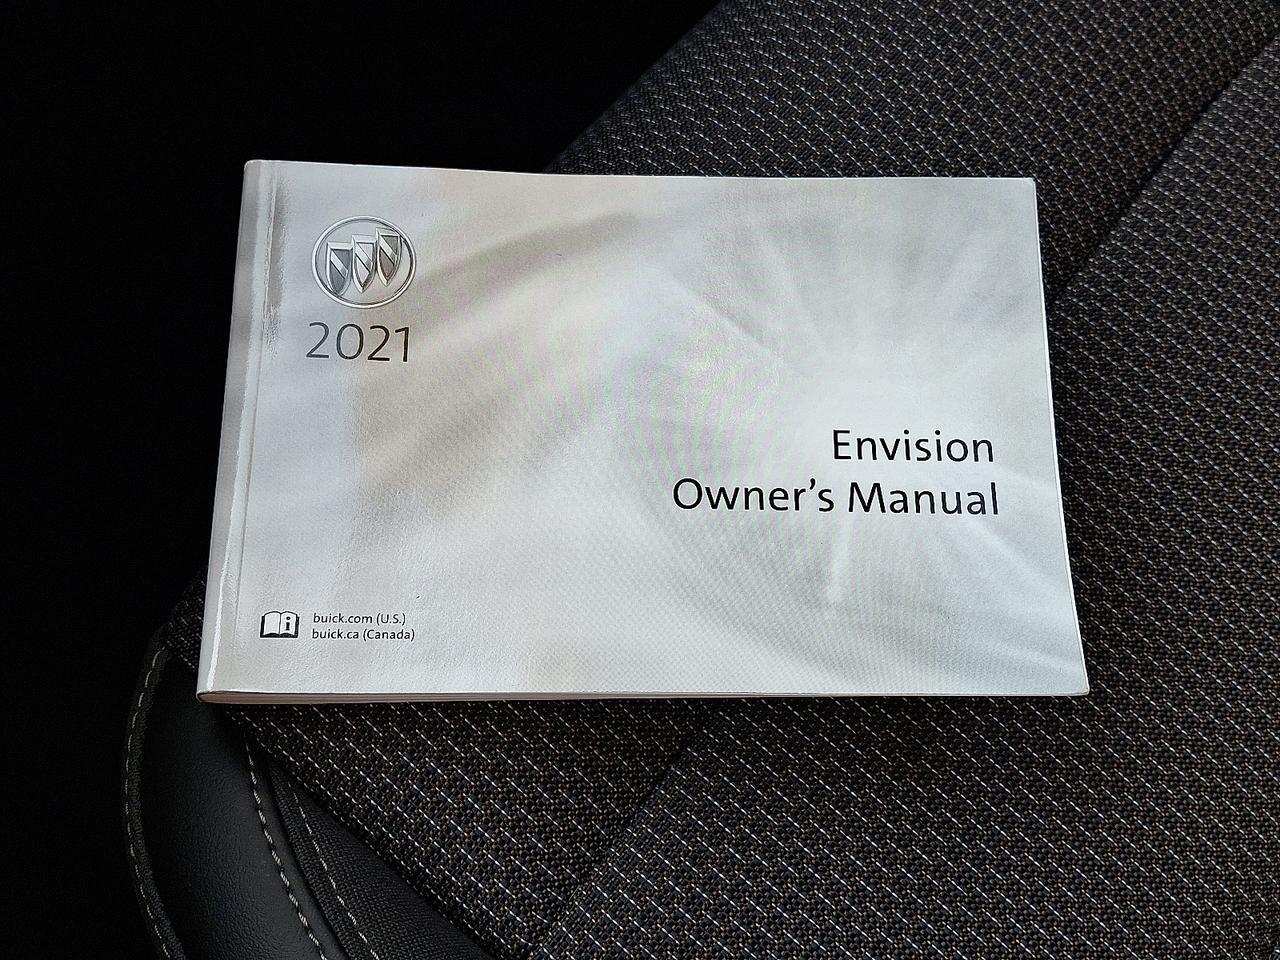 2021
Envision
Owner's Manual
buick.com (U.S.)
buick.ca (Canada)